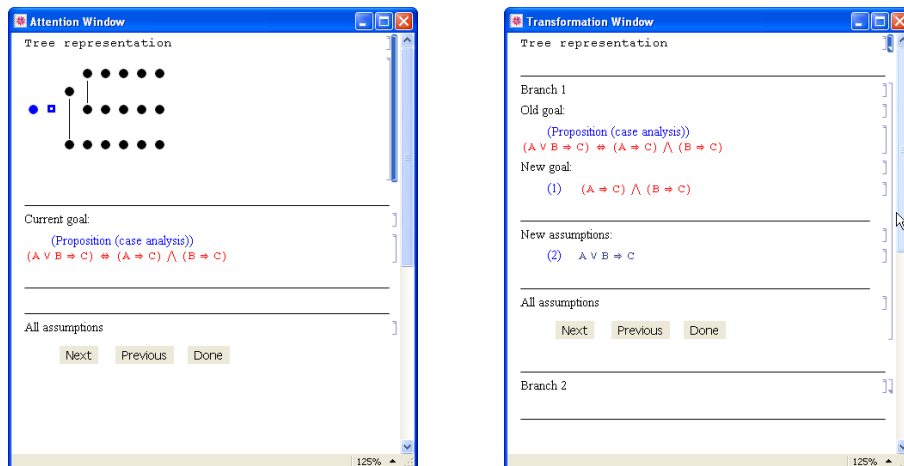 Attention Window
Tree representation
Current goal:
(Proposition (case analysis))
(A ∨ B ⇒ C) ⇔ (A ⇒ C) ⋀ (B ⇒ C)
All assumptions
Next Previous Done
125%
Transformation Window
Tree representation
Branch 1
Old goal:
(Proposition (case analysis))
(A ∨ B ⇒ C) ⇔ (A ⇒ C) ⋀ (B ⇒ C)
New goal:
(1) (A ⇒ C) ⋀ (B ⇒ C)
New assumptions:
(2) A ∨ B ⇒ C
All assumptions
Next Previous Done
Branch 2
125%